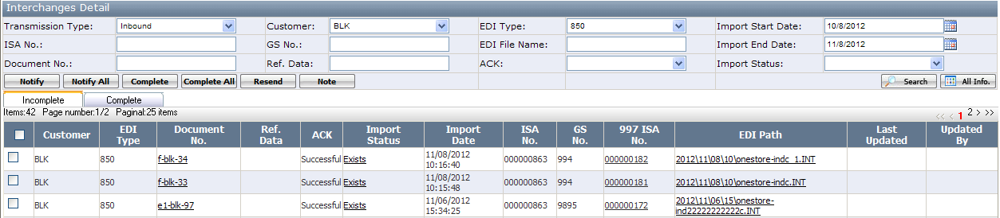 Interchanges Detail
Transmission Type: Inbound Customer: BLK EDI Type: 850 Import Start Date: 10/8/2012
ISA No.: GS No.: EDI File Name: Import End Date: 11/8/2012
Document No.: Ref. Data: ACK: Import Status:
Notify Notify All Complete Complete All Resend Note Search All Info.
Incomplete Complete
Items:42 Page number:1/2 Paginal:25 items << < 1 2 > >>
Customer EDI Type Document No. Ref. Data ACK Import Status Import Date ISA No. GS No. 997 ISA No. EDI Path Last Updated Updated By
BLK 850 f-blk-34 Successful Exists 11/08/2012 10:16:40 000000863 994 000000182 2012\11\08\10\onestore-indc_1.INT
BLK 850 f-blk-33 Successful Exists 11/08/2012 10:15:48 000000863 994 000000181 2012\11\08\10\onestore-indc.INT
BLK 850 e1-blk-97 Successful Exists 11/06/2012 15:34:25 000000863 9895 000000172 2012\11\06\15\onestore-ind22222222222c.INT